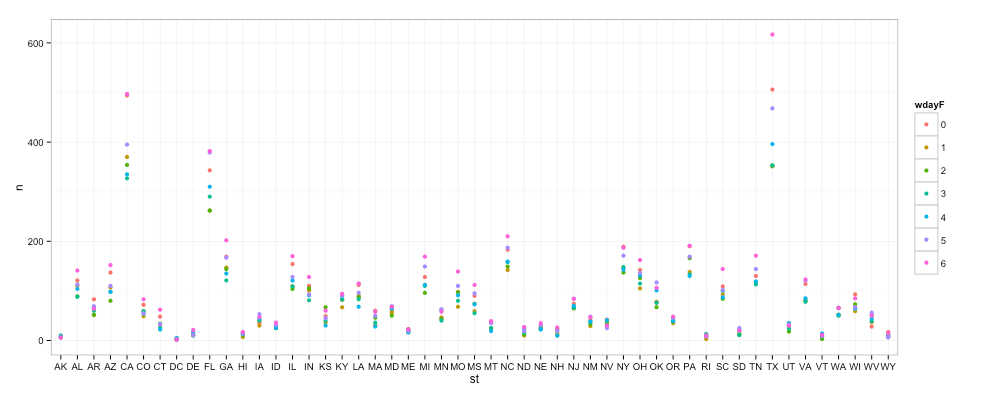 600
400
200
0
n
AK AL AR AZ CA CO CT DC DE FL GA HI IA ID IL IN KS KY LA MA MD ME MI MN MO MS MT NC ND NE NH NJ NM NV NY OH OK OR PA RI SC SD TN TX UT VA VT WA WI WV WY
st
wdayF
0
1
2
3
4
5
6